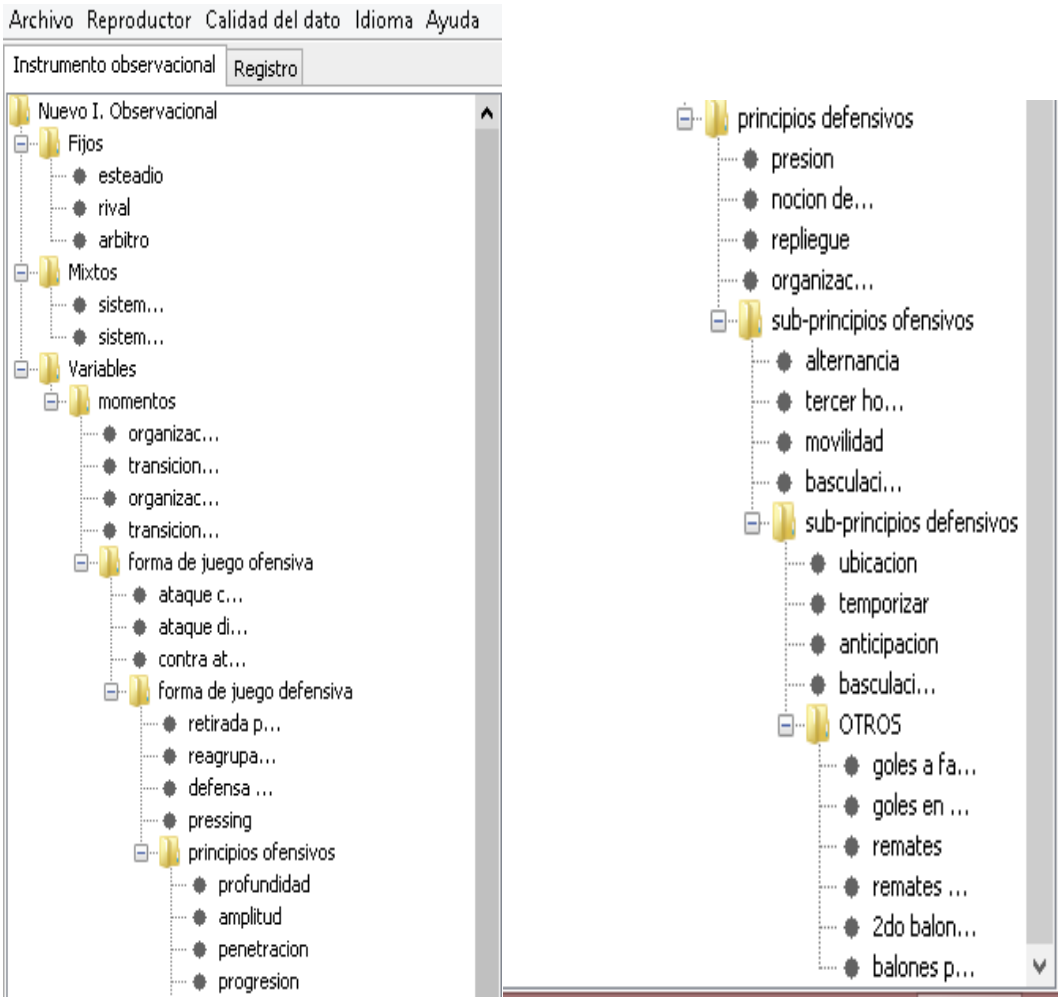 Archivo Reproductor Calidad del dato Idioma Ayuda
Instrumento observacional Registro
Nuevo I. Observacional
Fijos
esteadio
rival
arbitro
Mixtos
sistem...
sistem...
Variables
momentos
organizac...
transicion...
organizac...
transicion...
forma de juego ofensiva
ataque c...
ataque di...
contra at...
forma de juego defensiva
retirada p...
reagrupa...
defensa ...
pressing
principios ofensivos
profundidad
amplitud
penetracion
progresion
principios defensivos
presion
nocion de...
repliegue
organizac...
sub-principios ofensivos
alternancia
tercer ho...
movilidad
basculaci...
sub-principios defensivos
ubicacion
temporizar
anticipacion
basculaci...
OTROS
goles a fa...
goles en ...
remates
remates ...
2do balon...
balones p...